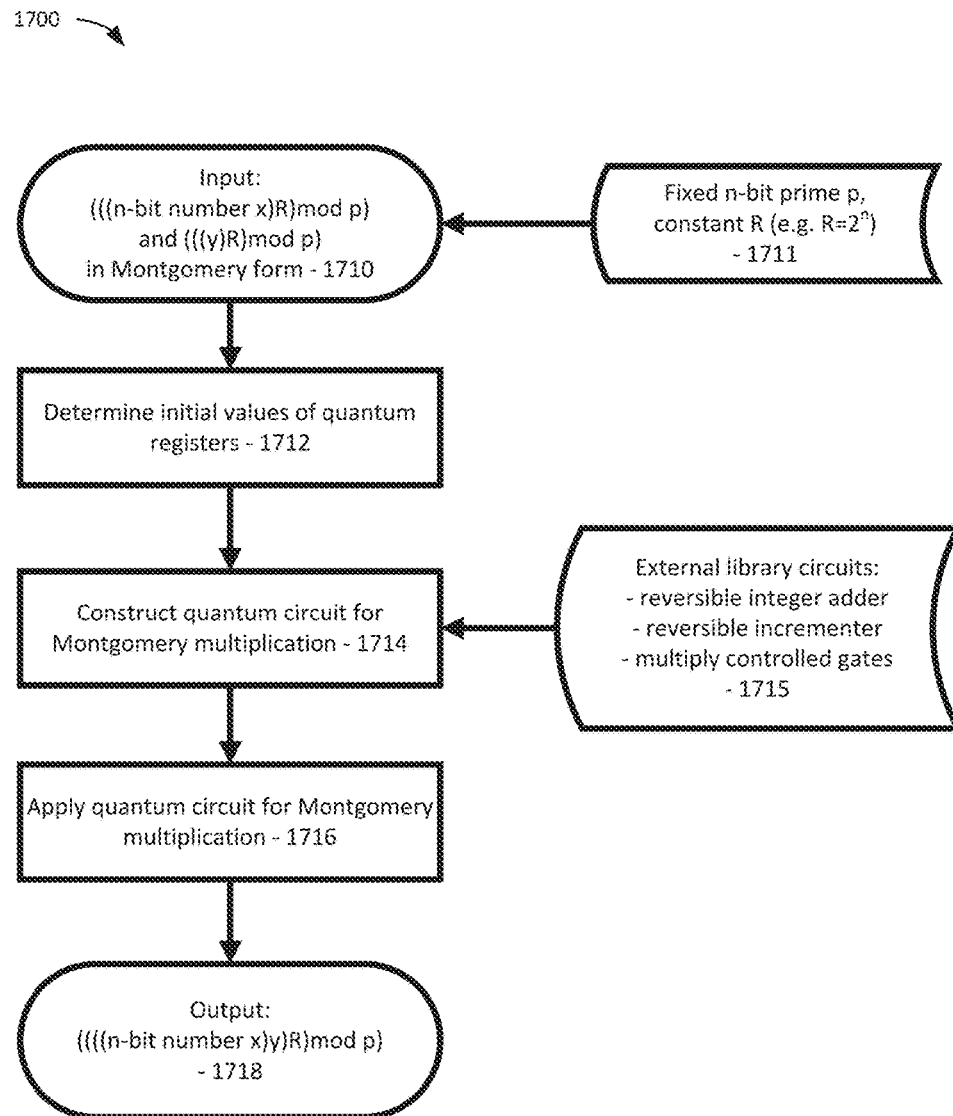 1700
Input:
(((n-bit number x)R)mod p)
and (((y)R)mod p)
in Montgomery form - 1710
Fixed n-bit prime p,
constant R (e.g. R=2ⁿ)
- 1711
Determine initial values of quantum
registers - 1712
Construct quantum circuit for
Montgomery multiplication - 1714
External library circuits:
- reversible integer adder
- reversible incrementer
- multiply controlled gates
- 1715
Apply quantum circuit for Montgomery
multiplication - 1716
Output:
((((n-bit number x)y)R)mod p)
- 1718